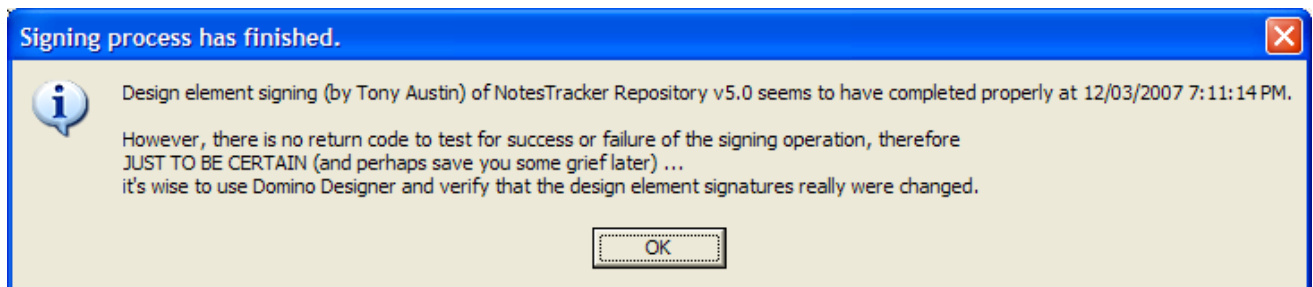 Signing process has finished.
Design element signing (by Tony Austin) of NotesTracker Repository v5.0 seems to have completed properly at 12/03/2007 7:11:14 PM.
However, there is no return code to test for success or failure of the signing operation, therefore
JUST TO BE CERTAIN (and perhaps save you some grief later) ...
it's wise to use Domino Designer and verify that the design element signatures really were changed.
OK